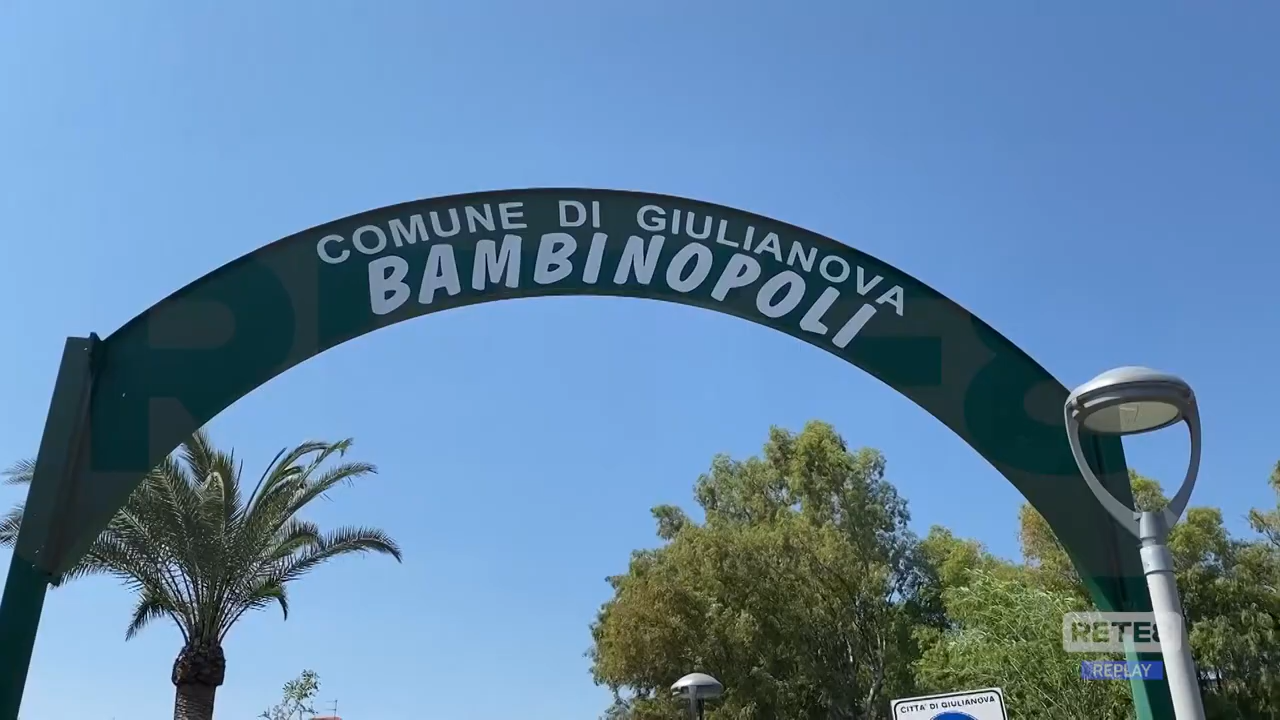 COMUNE DI GIULIANOVA
BAMBINOPOLI
RETE8
REPLAY
CITTA' DI GIULIANOVA